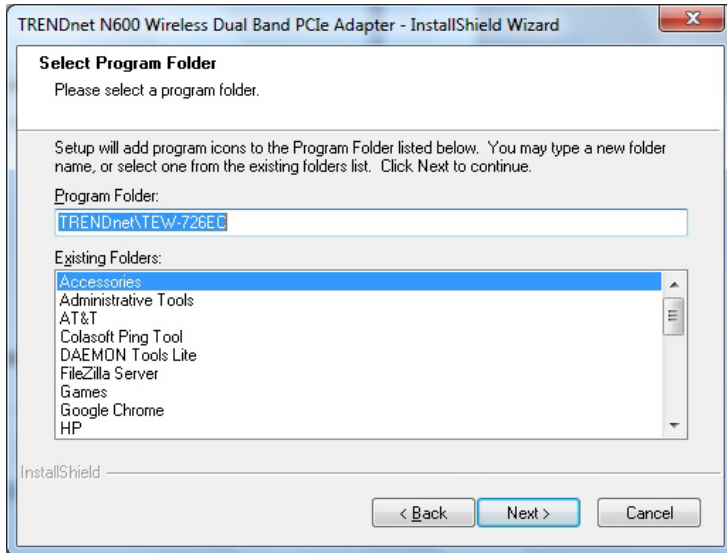 TRENDnet N600 Wireless Dual Band PCIe Adapter - InstallShield Wizard
Select Program Folder
Please select a program folder.
Setup will add program icons to the Program Folder listed below. You may type a new folder
name, or select one from the existing folders list. Click Next to continue.
Program Folder:
TRENDnet\TEW-726EC
Existing Folders:
Accessories
Administrative Tools
AT&T
Colasoft Ping Tool
DAEMON Tools Lite
FileZilla Server
Games
Google Chrome
HP
InstallShield
< Back
Next >
Cancel